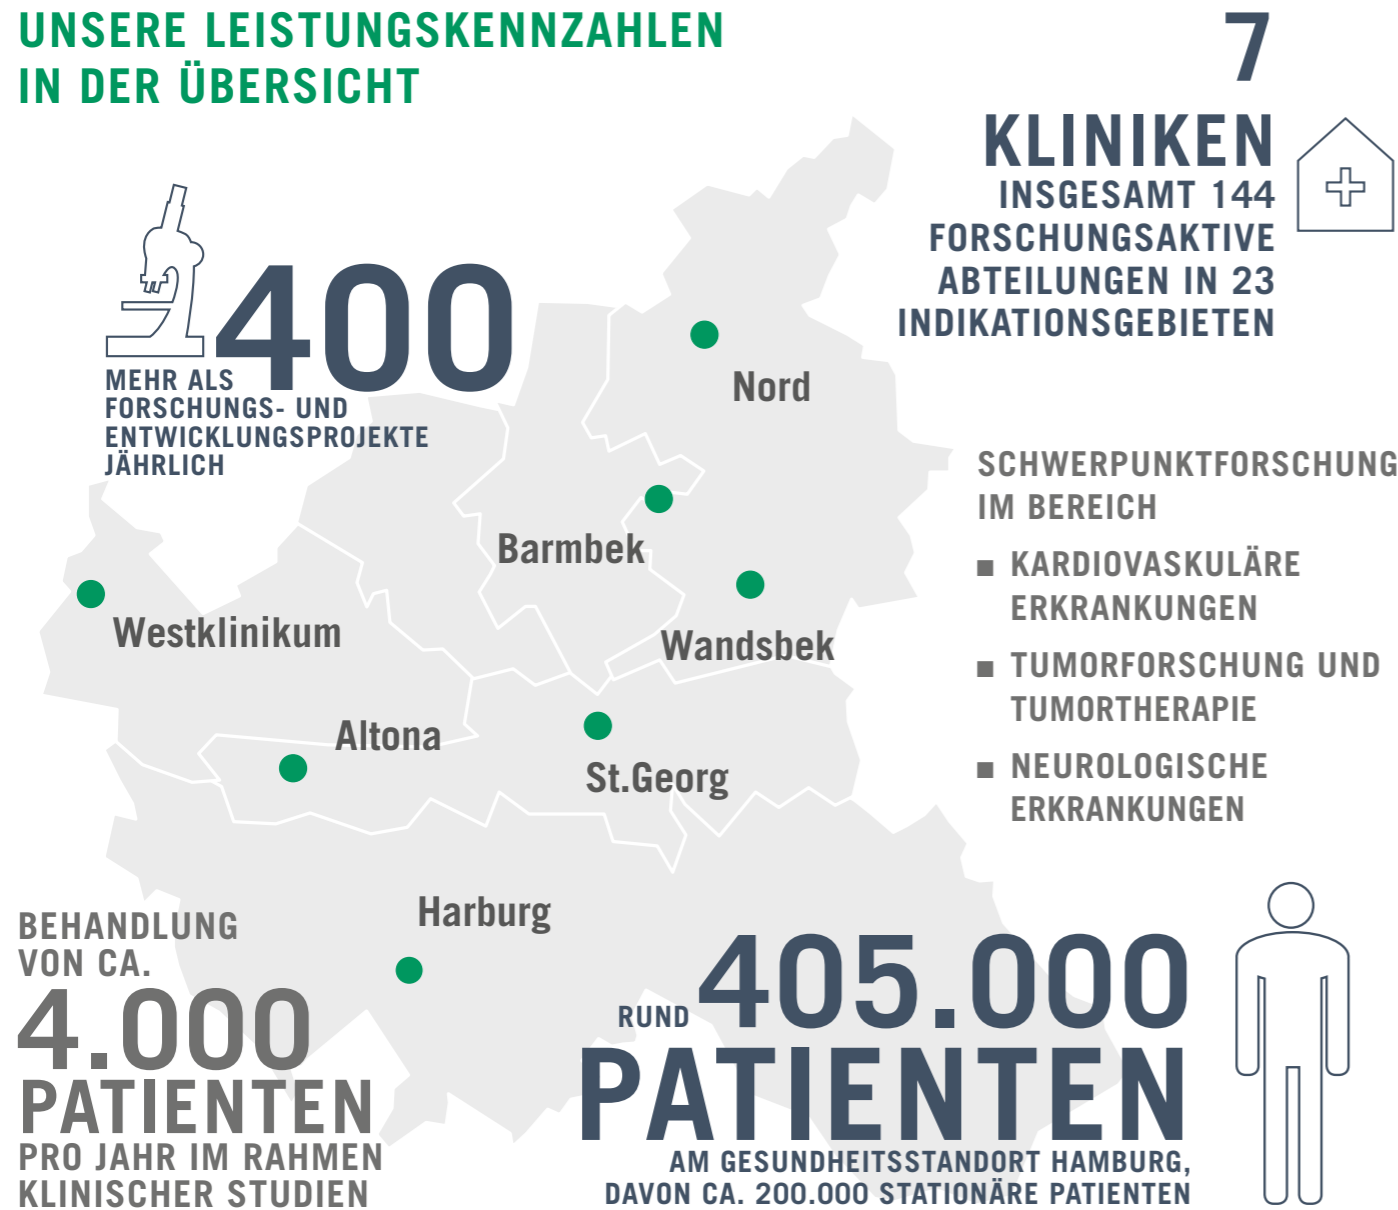 UNSERE LEISTUNGSKENNZAHLEN
IN DER ÜBERSICHT
7
KLINIKEN
INSGESAMT 144
FORSCHUNGSAKTIVE
ABTEILUNGEN IN 23
INDIKATIONSGEBIETEN
400
MEHR ALS
FORSCHUNGS- UND
ENTWICKLUNGSPROJEKTE
JÄHRLICH
Nord
Barmbek
Wandsbek
Westklinikum
Altona
St.Georg
Harburg
SCHWERPUNKTFORSCHUNG
IM BEREICH
■ KARDIOVASKULÄRE
ERKRANKUNGEN
■ TUMORFORSCHUNG UND
TUMORTHERAPIE
■ NEUROLOGISCHE
ERKRANKUNGEN
BEHANDLUNG
VON CA.
4.000
PATIENTEN
PRO JAHR IM RAHMEN
KLINISCHER STUDIEN
RUND 405.000
PATIENTEN
AM GESUNDHEITSSTANDORT HAMBURG,
DAVON CA. 200.000 STATIONÄRE PATIENTEN